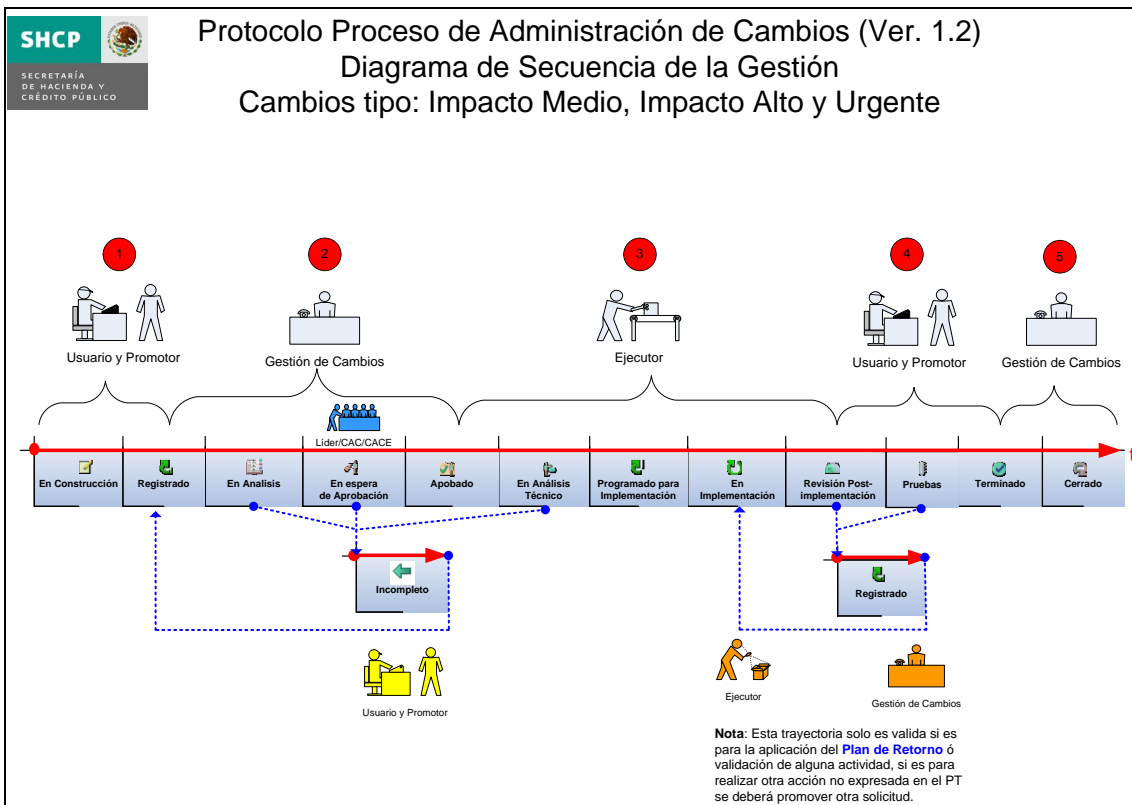 SHCP
SECRETARÍA
DE HACIENDA Y
CRÉDITO PÚBLICO
Protocolo Proceso de Administración de Cambios (Ver. 1.2)
Diagrama de Secuencia de la Gestión
Cambios tipo: Impacto Medio, Impacto Alto y Urgente
1
2
3
4
5
Usuario y Promotor
Gestión de Cambios
Ejecutor
Usuario y Promotor
Gestión de Cambios
Líder/CAC/CACE
t
En Construcción
Registrado
En Analisis
En espera
de Aprobación
Apobado
En Análisis
Técnico
Programado para
Implementación
En
Implementación
Revisión Post-
implementación
Pruebas
Terminado
Cerrado
Incompleto
Registrado
Usuario y Promotor
Ejecutor
Gestión de Cambios
Nota: Esta trayectoria solo es valida si es
para la aplicación del Plan de Retorno ó
validación de alguna actividad, si es para
realizar otra acción no expresada en el PT
se deberá promover otra solicitud.